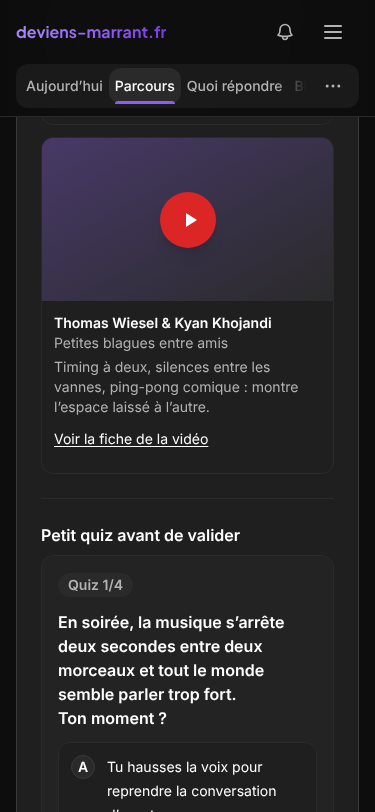 deviens-marrant.fr
Aujourd’hui Parcours Quoi répondre
Thomas Wiesel & Kyan Khojandi
Petites blagues entre amis
Timing à deux, silences entre les
vannes, ping-pong comique : montre
l’espace laissé à l’autre.
Voir la fiche de la vidéo
Petit quiz avant de valider
Quiz 1/4
En soirée, la musique s’arrête
deux secondes entre deux
morceaux et tout le monde
semble parler trop fort.
Ton moment ?
A Tu hausses la voix pour
reprendre la conversation